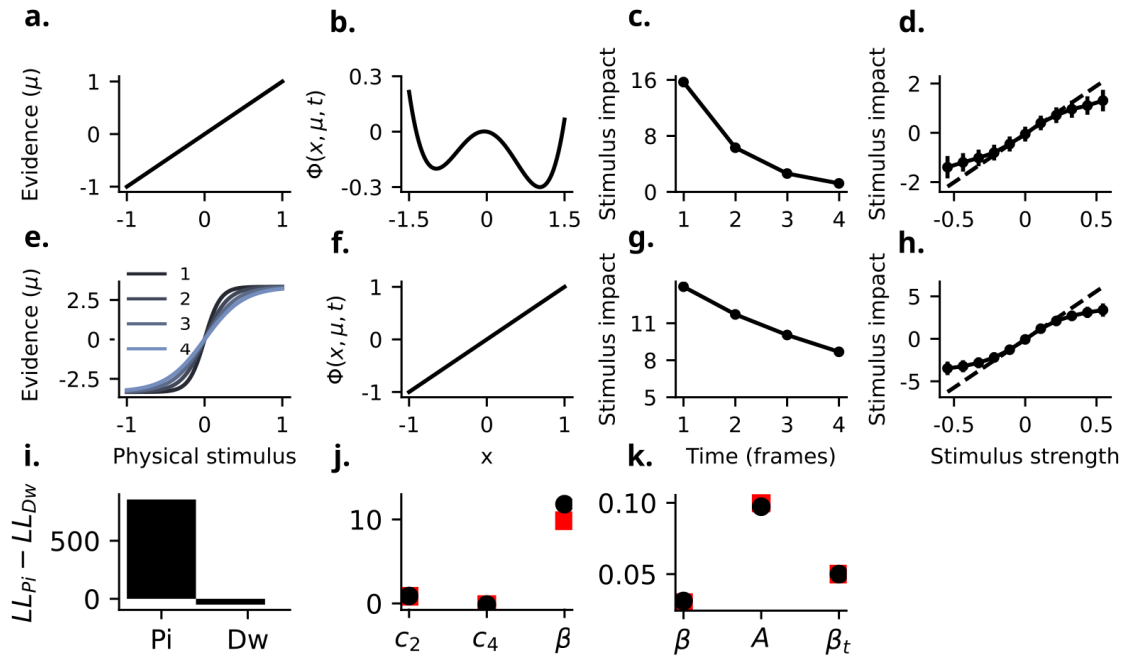 a.
Evidence (μ)
1
0
-1
-1 0 1
b.
Φ(x, μ, t)
0.3
0
-0.3
-1.5 0 1.5
c.
Stimulus impact
16
8
0
1 2 3 4
d.
Stimulus impact
2
0
-2
-0.5 0 0.5
e.
Evidence (μ)
2.5
0
-2.5
1
2
3
4
-1 0 1
Physical stimulus
f.
Φ(x, μ, t)
1
0
-1
-1 0 1
x
g.
Stimulus impact
11
8
5
1 2 3 4
Time (frames)
h.
Stimulus impact
5
0
-5
-0.5 0 0.5
Stimulus strength
i.
LL_Pi − LL_Dw
500
0
Pi Dw
j.
10
0
c₂ c₄ β
k.
0.10
0.05
β A βₜ